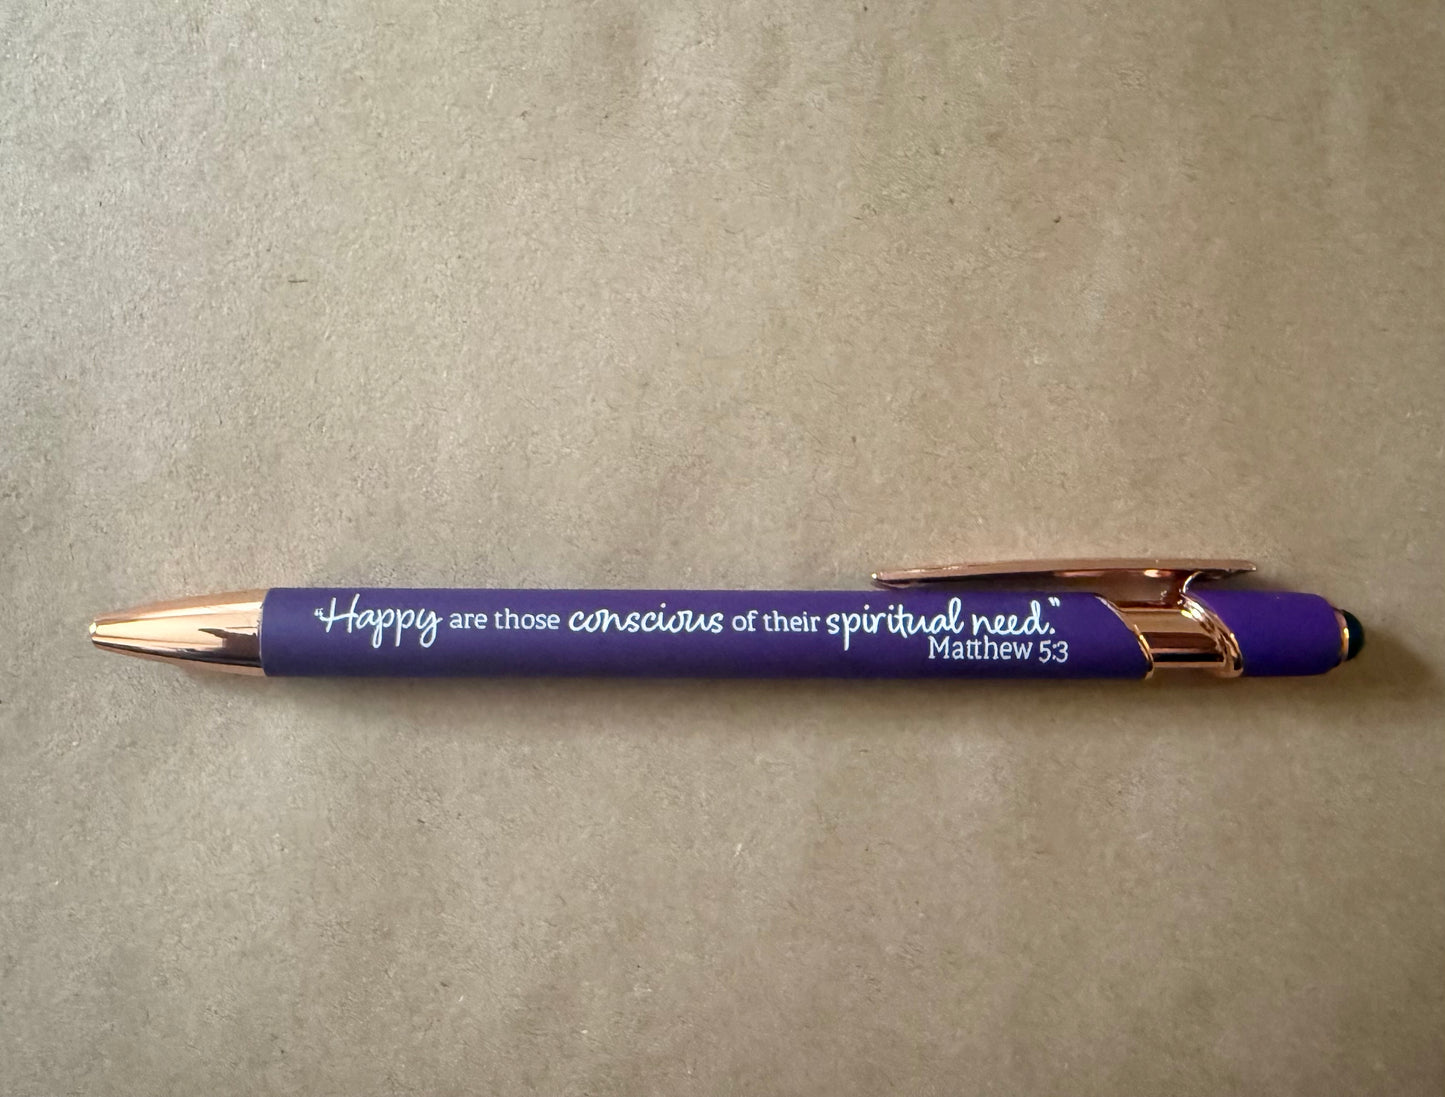 "Happy are those conscious of their spiritual need."
Matthew 5:3